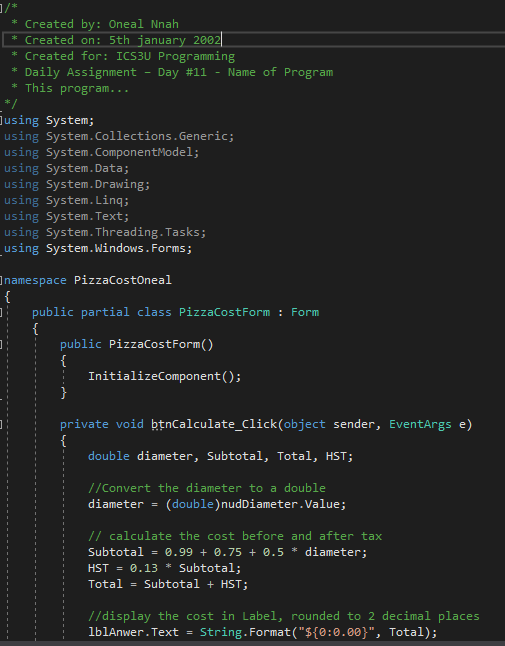 /*
 * Created by: Oneal Nnah
 * Created on: 5th january 2002
 * Created for: ICS3U Programming
 * Daily Assignment – Day #11 - Name of Program
 * This program...
*/
using System;
using System.Collections.Generic;
using System.ComponentModel;
using System.Data;
using System.Drawing;
using System.Linq;
using System.Text;
using System.Threading.Tasks;
using System.Windows.Forms;

namespace PizzaCostOneal
{
    public partial class PizzaCostForm : Form
    {
        public PizzaCostForm()
        {
            InitializeComponent();
        }

        private void btnCalculate_Click(object sender, EventArgs e)
        {
            double diameter, Subtotal, Total, HST;

            //Convert the diameter to a double
            diameter = (double)nudDiameter.Value;

            // calculate the cost before and after tax
            Subtotal = 0.99 + 0.75 + 0.5 * diameter;
            HST = 0.13 * Subtotal;
            Total = Subtotal + HST;

            //display the cost in Label, rounded to 2 decimal places
            lblAnwer.Text = String.Format("${0:0.00}", Total);